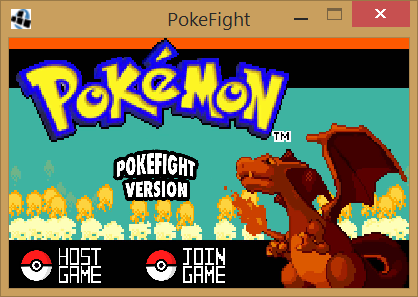 PokeFight
POKéMON
TM
POKEFIGHT
VERSION
HOST
GAME
JOIN
GAME